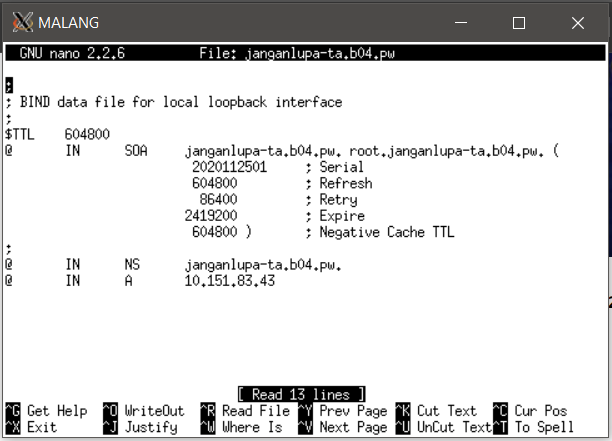 MALANG
GNU nano 2.2.6 File: janganlupa-ta.b04.pw
;
; BIND data file for local loopback interface
;
$TTL 604800
@ IN SOA janganlupa-ta.b04.pw. root.janganlupa-ta.b04.pw. (
2020112501 ; Serial
604800 ; Refresh
86400 ; Retry
2419200 ; Expire
604800 ) ; Negative Cache TTL
;
@ IN NS janganlupa-ta.b04.pw.
@ IN A 10.151.83.43
[ Read 13 lines ]
^G Get Help ^O WriteOut ^R Read File ^Y Prev Page ^K Cut Text ^C Cur Pos
^X Exit ^J Justify ^W Where Is ^V Next Page ^U UnCut Text ^T To Spell